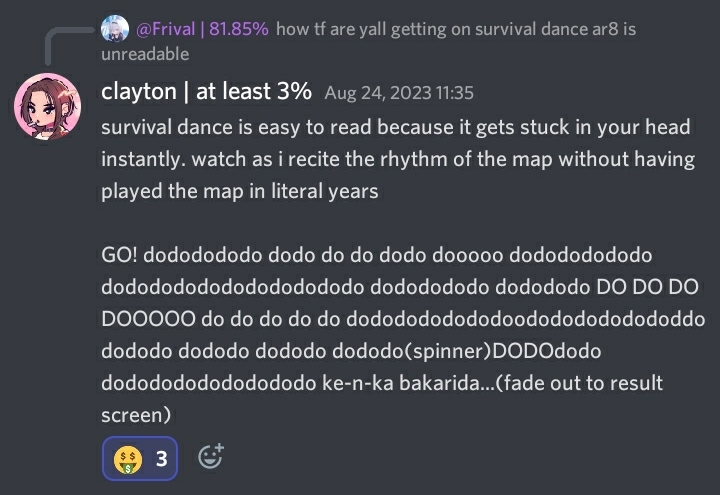 @Frival | 81.85% how tf are yall getting on survival dance ar8 is
unreadable
clayton | at least 3% Aug 24, 2023 11:35
survival dance is easy to read because it gets stuck in your head
instantly. watch as i recite the rhythm of the map without having
played the map in literal years
GO! dododododo dodo do do dodo dooooo dodododododo
dododododododododododo dodododododo dodododo DO DO DO
DOOOOO do do do do do dododododododoododododododododdo
dododo dododo dododo dododo(spinner)DODOdodo
dododododododododo ke-n-ka bakarida...(fade out to result
screen)
3